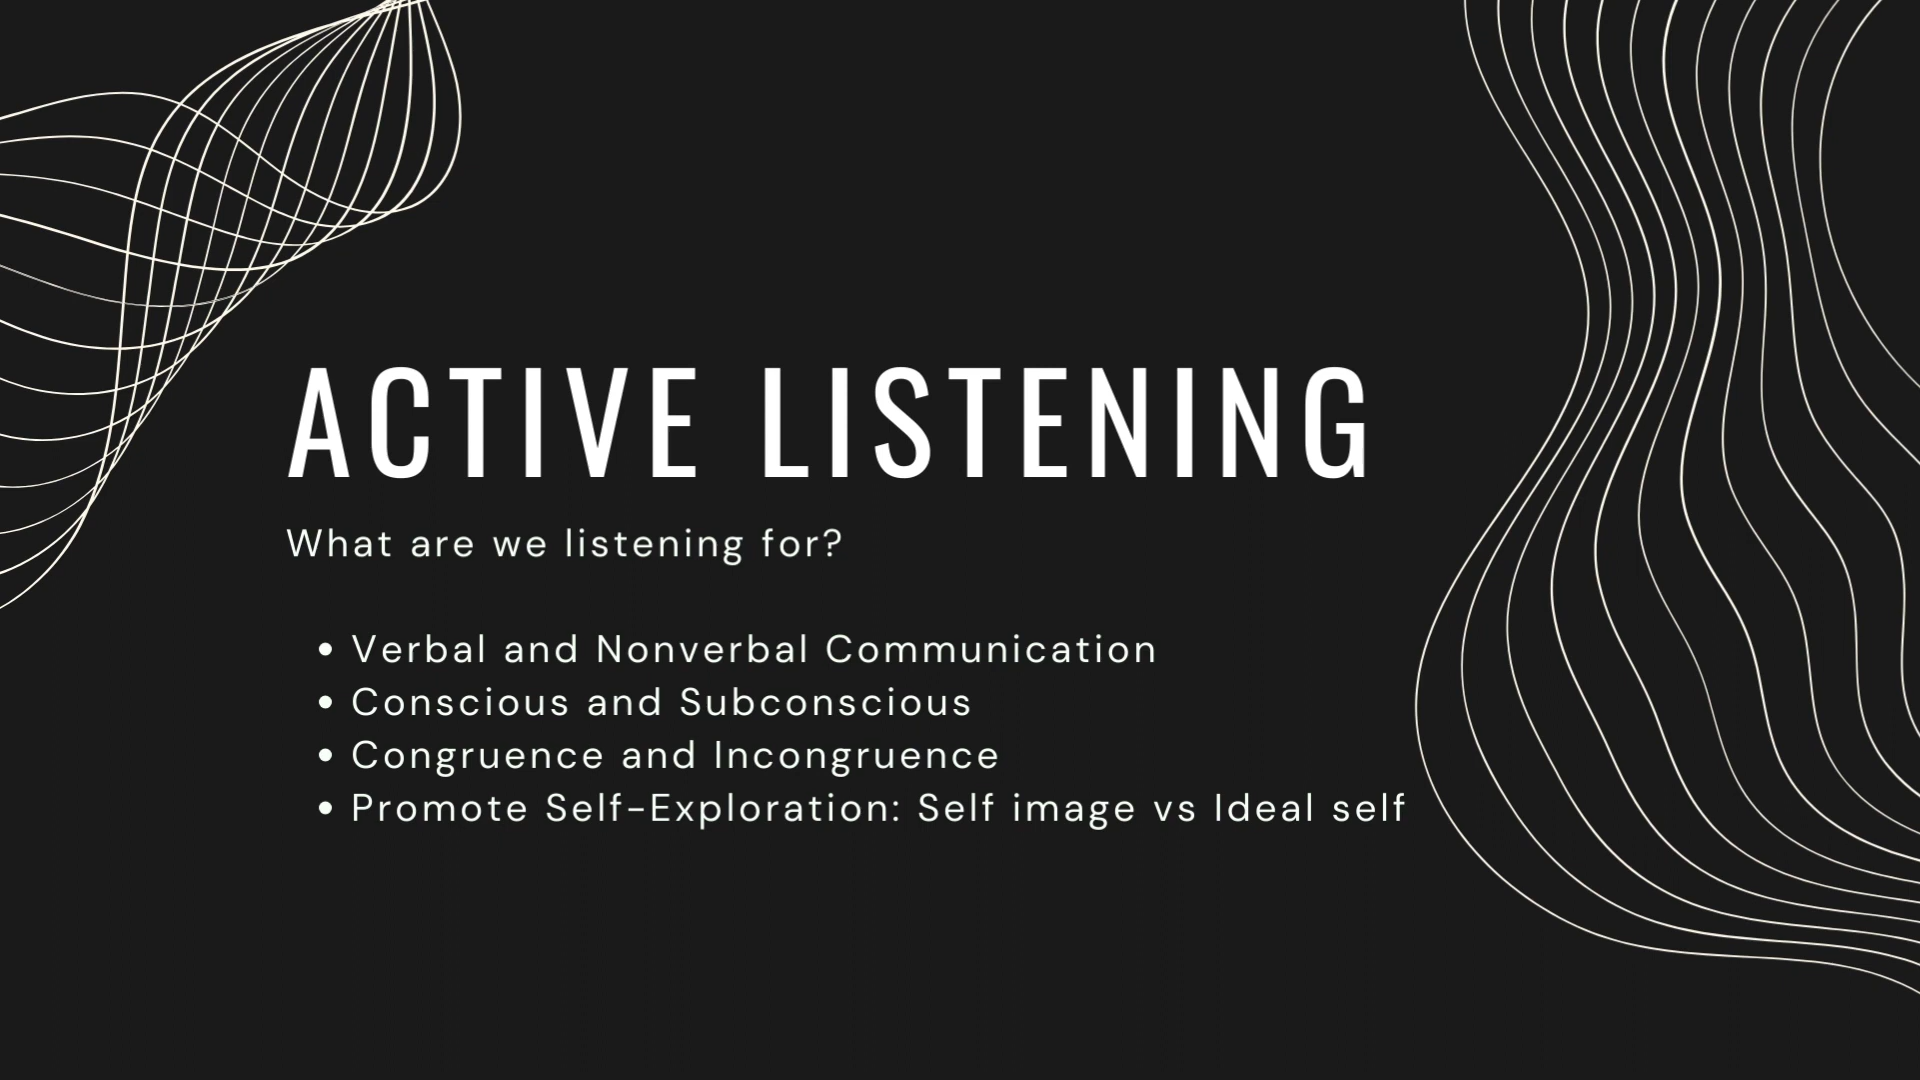 ACTIVE LISTENING
What are we listening for?
• Verbal and Nonverbal Communication
• Conscious and Subconscious
• Congruence and Incongruence
• Promote Self-Exploration: Self image vs Ideal self